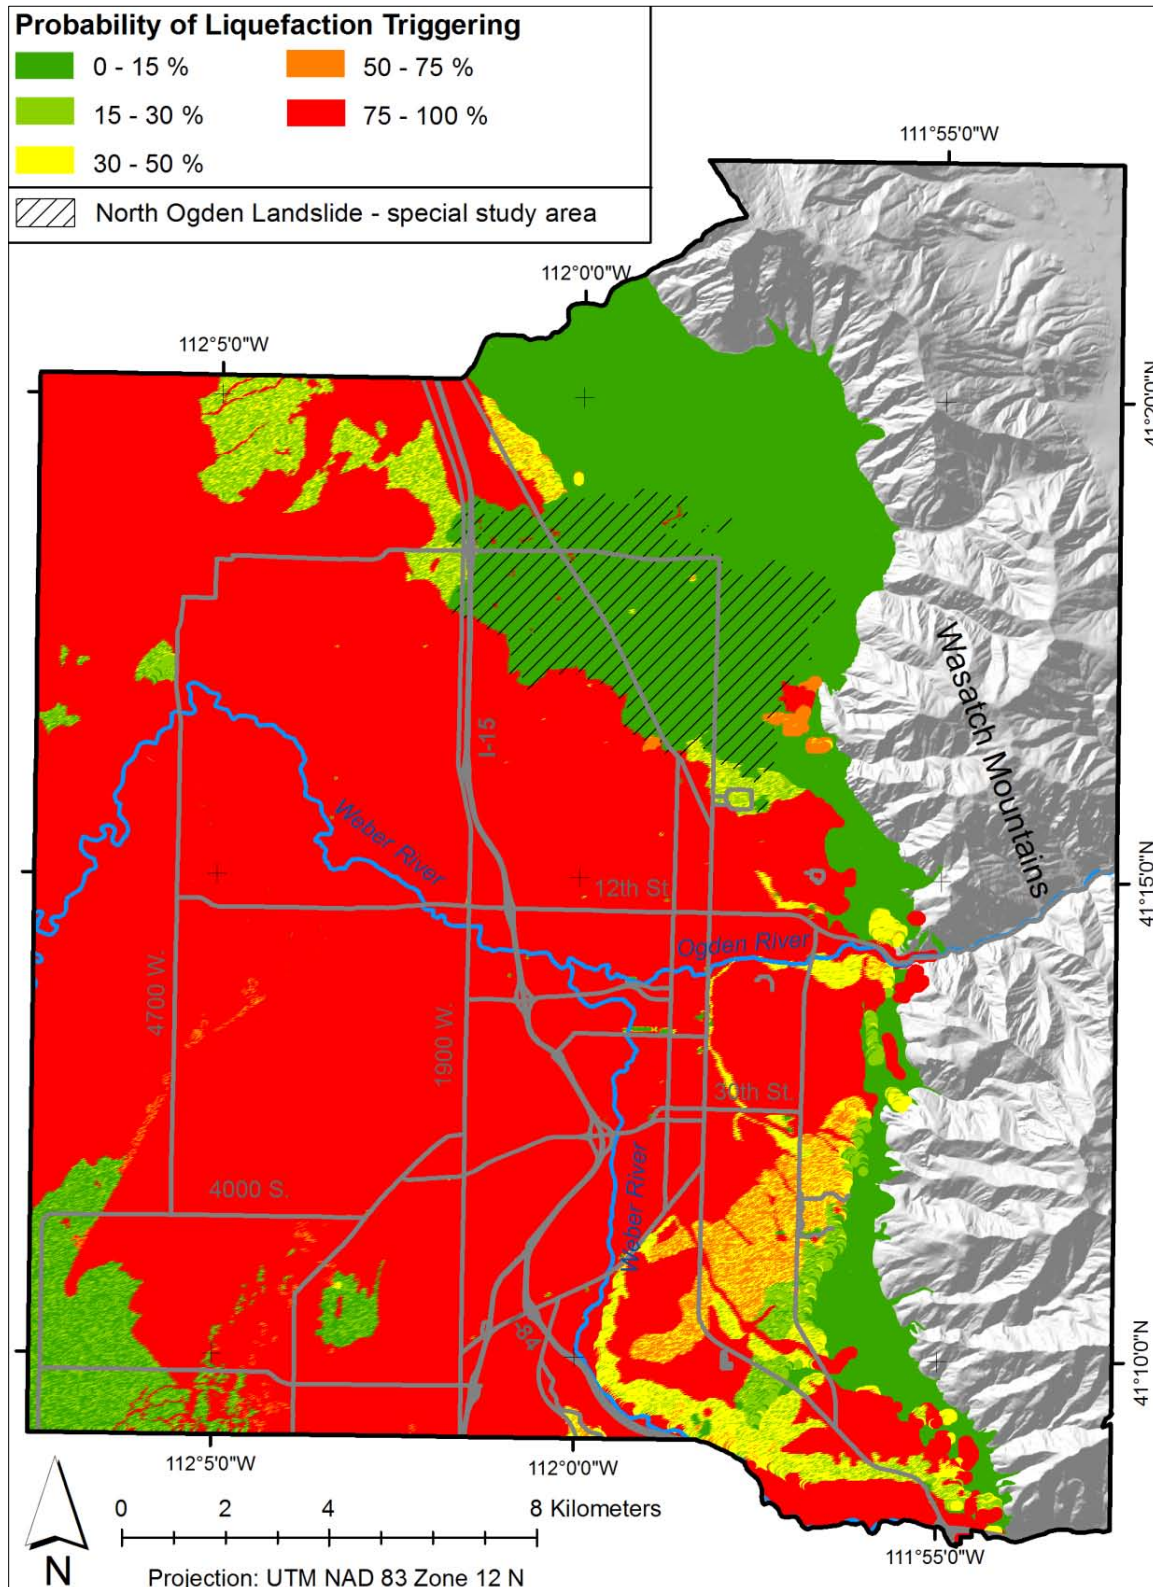 Probability of Liquefaction Triggering
0 - 15 %
50 - 75 %
15 - 30 %
75 - 100 %
30 - 50 %
North Ogden Landslide - special study area
111°55'0"W
112°0'0"W
112°5'0"W
41°20'0"N
Wasatch Mountains
I-15
Weber River
41°15'0"N
12th St
Ogden River
4700 W.
1900 W.
30th St.
Weber River
4000 S.
-84
41°10'0"N
112°5'0"W
112°0'0"W
111°55'0"W
0 2 4 8 Kilometers
N
Projection: UTM NAD 83 Zone 12 N